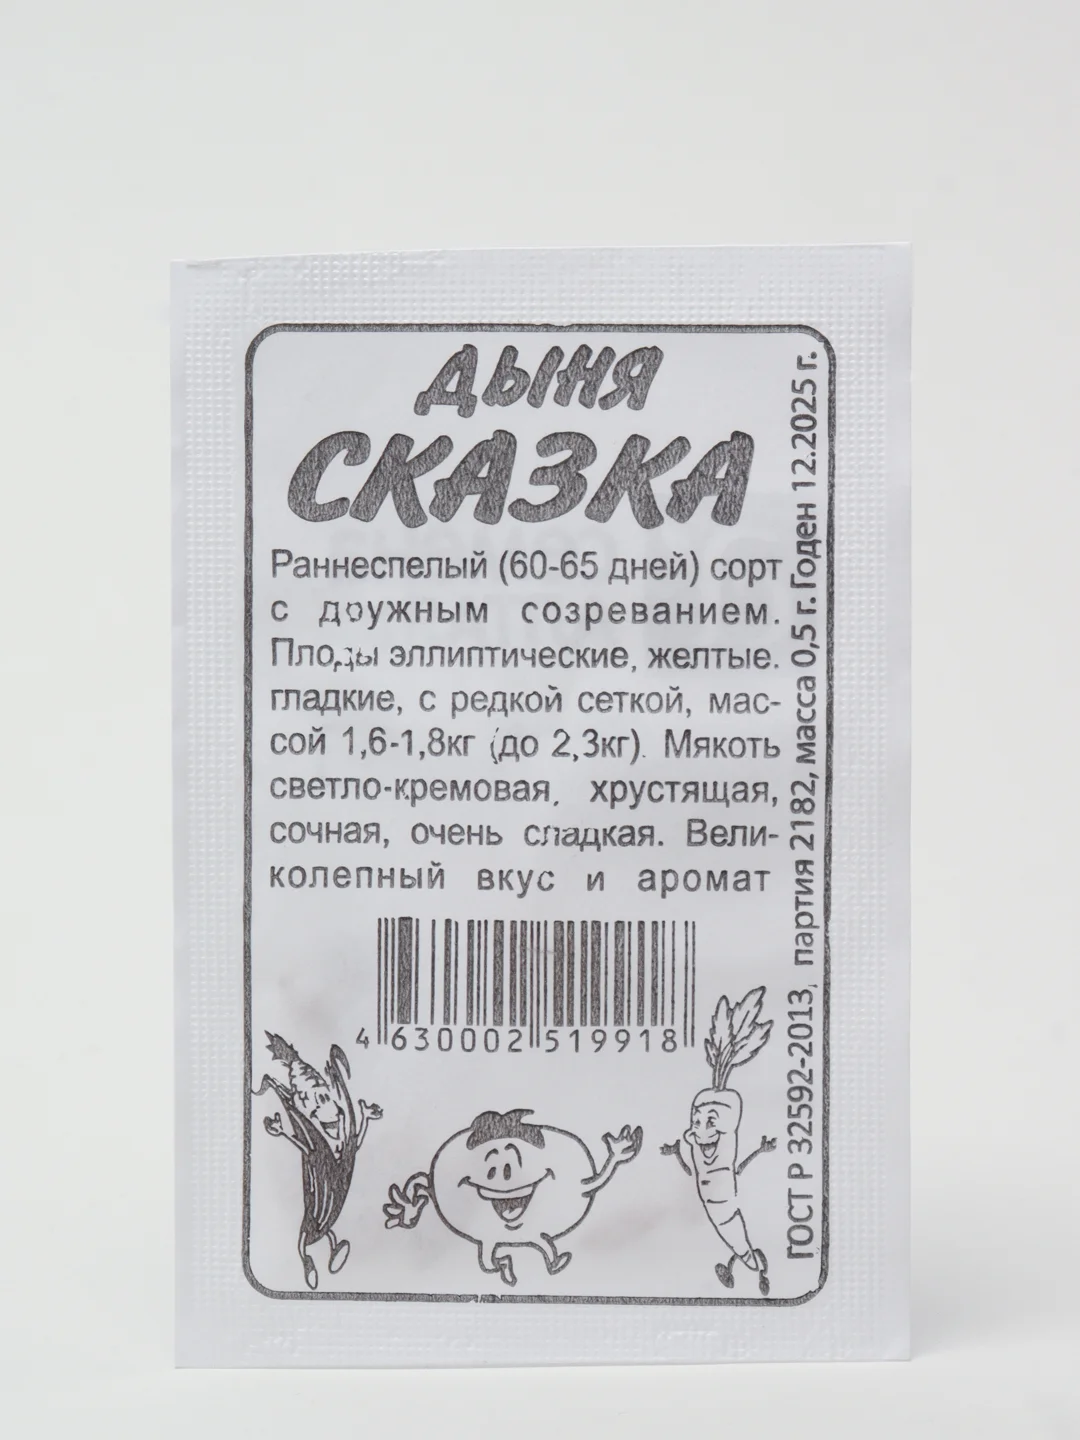 ДЫНЯ
СКАЗКА
Раннеспелый (60-65 дней) сорт
с дружным созреванием.
Плоды эллиптические, желтые.
гладкие, с редкой сеткой, мас-
сой 1,6-1,8кг (до 2,3кг). Мякоть
светло-кремовая, хрустящая,
сочная, очень сладкая. Вели-
колепный вкус и аромат
4 630002 519918
ГОСТ Р 32592-2013, партия 2182, масса 0,5 г. Годен 12.2025 г.